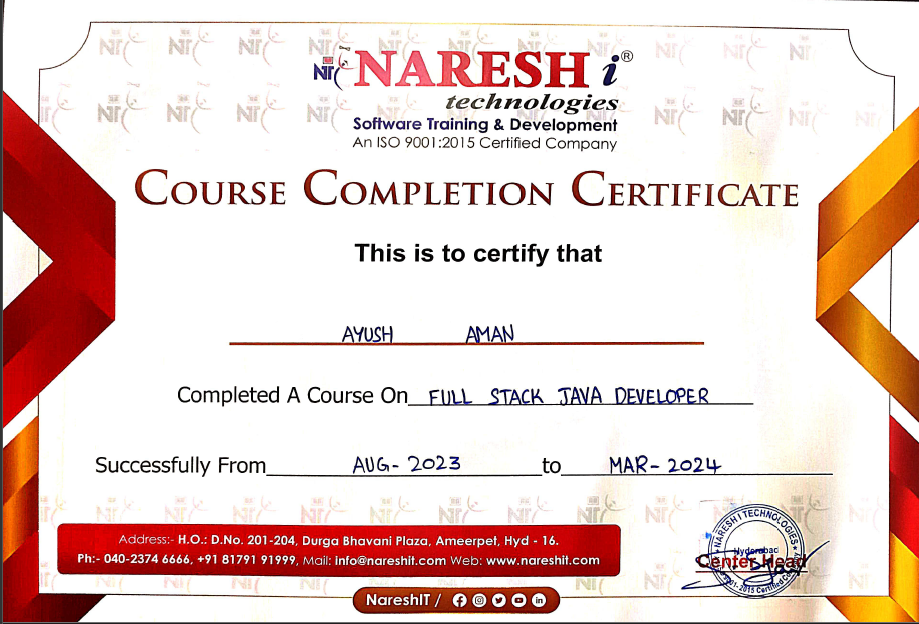 NARESH i®
technologies
Software Training & Development
An ISO 9001:2015 Certified Company
COURSE COMPLETION CERTIFICATE
This is to certify that
AYUSH AMAN
Completed A Course On FULL STACK JAVA DEVELOPER
Successfully From AUG- 2023 to MAR- 2024
Address:- H.O.: D.No. 201-204, Durga Bhavani Plaza, Ameerpet, Hyd - 16.
Ph:- 040-2374 6666, +91 81791 91999, Mail: info@nareshit.com Web: www.nareshit.com
NARESH i TECHNOLOGIES
Hyderabad
Center Head
2015 Certified
NareshIT /